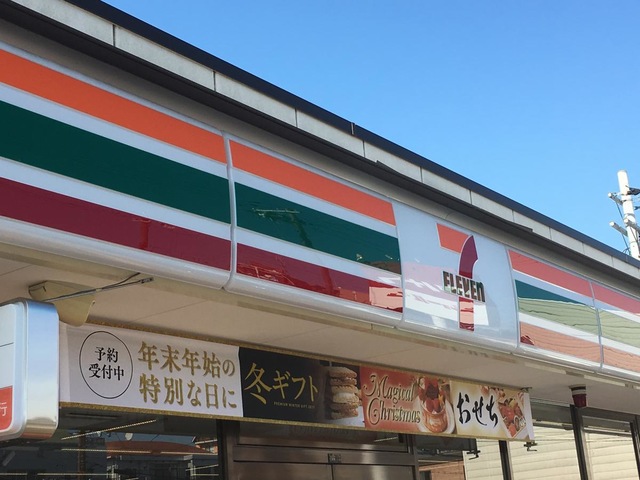 ELEVEN
予約
受付中
年末年始の
特別な日に
冬ギフト
Magical
Christmas
おせち
行